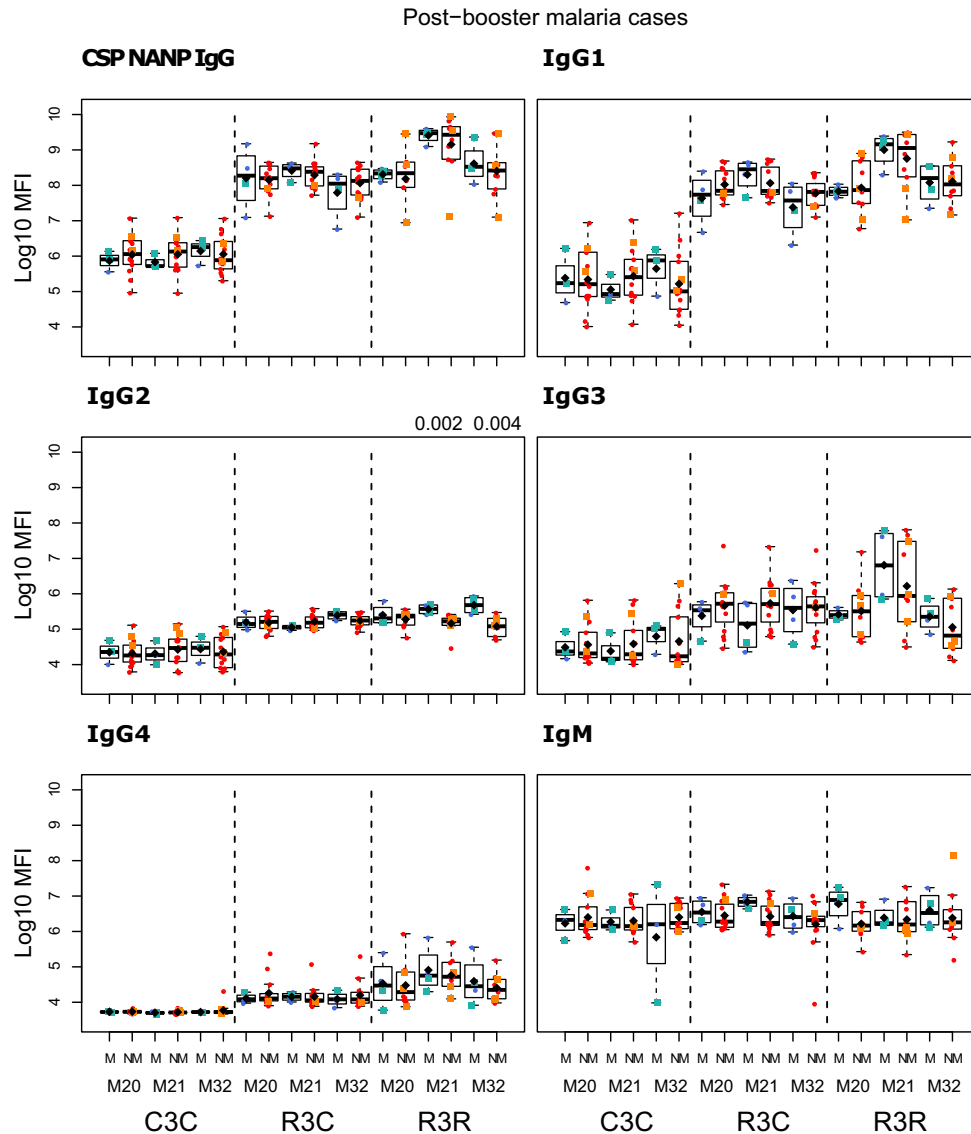 Post−booster malaria cases
CSP NANP IgG IgG1
Log10 MFI 4 5 6 7 8 9 10
IgG2 IgG3
0.002 0.004
Log10 MFI 4 5 6 7 8 9 10
IgG4 IgM
Log10 MFI 4 5 6 7 8 9 10
M NM M NM M NM M NM M NM M NM M NM M NM M NM M NM M NM M NM M NM M NM M NM M NM M NM M NM
M20 M21 M32 M20 M21 M32 M20 M21 M32 M20 M21 M32 M20 M21 M32 M20 M21 M32
C3C R3C R3R C3C R3C R3R